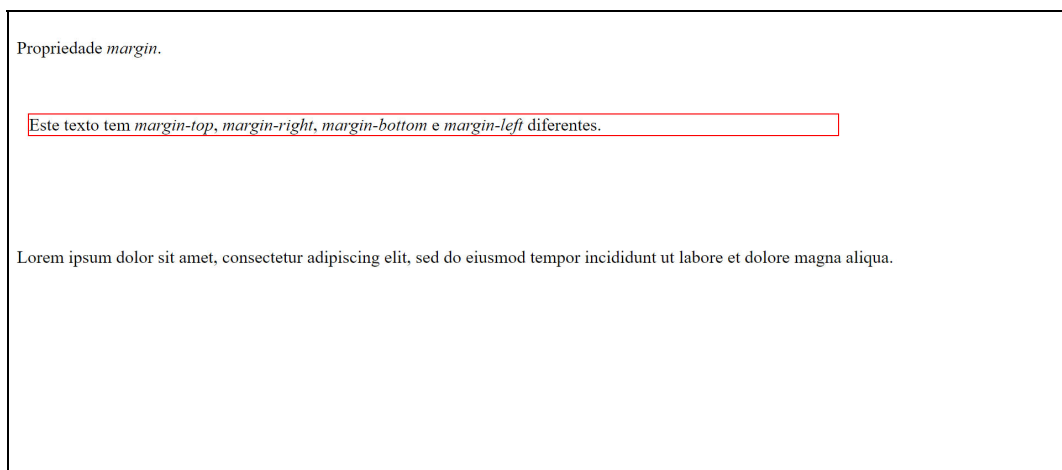 Propriedade margin.
Este texto tem margin-top, margin-right, margin-bottom e margin-left diferentes.
Lorem ipsum dolor sit amet, consectetur adipiscing elit, sed do eiusmod tempor incididunt ut labore et dolore magna aliqua.